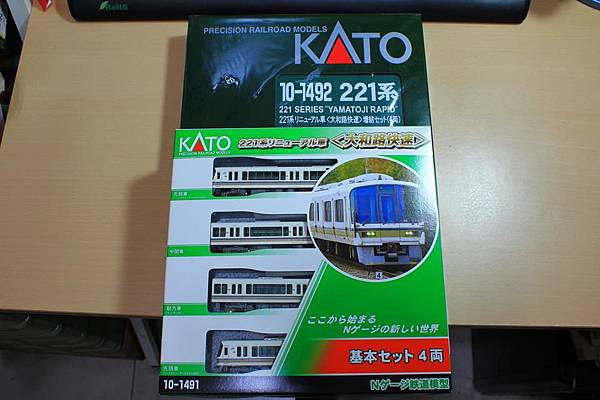 RoHS
PRECISION RAILROAD MODELS
KATO
10-1492 221系
221 SERIES "YAMATOJI RAPID"
221系リニューアル車〈大和路快速〉増結セット(4両)
KATO
PRECISION RAILROAD MODELS
221系リニューアル車 〈大和路快速〉
先頭車
中間車
動力車
先頭車
ここから始まる
Nゲージの新しい世界
基本セット4両
10-1491
Nゲージ鉄道模型